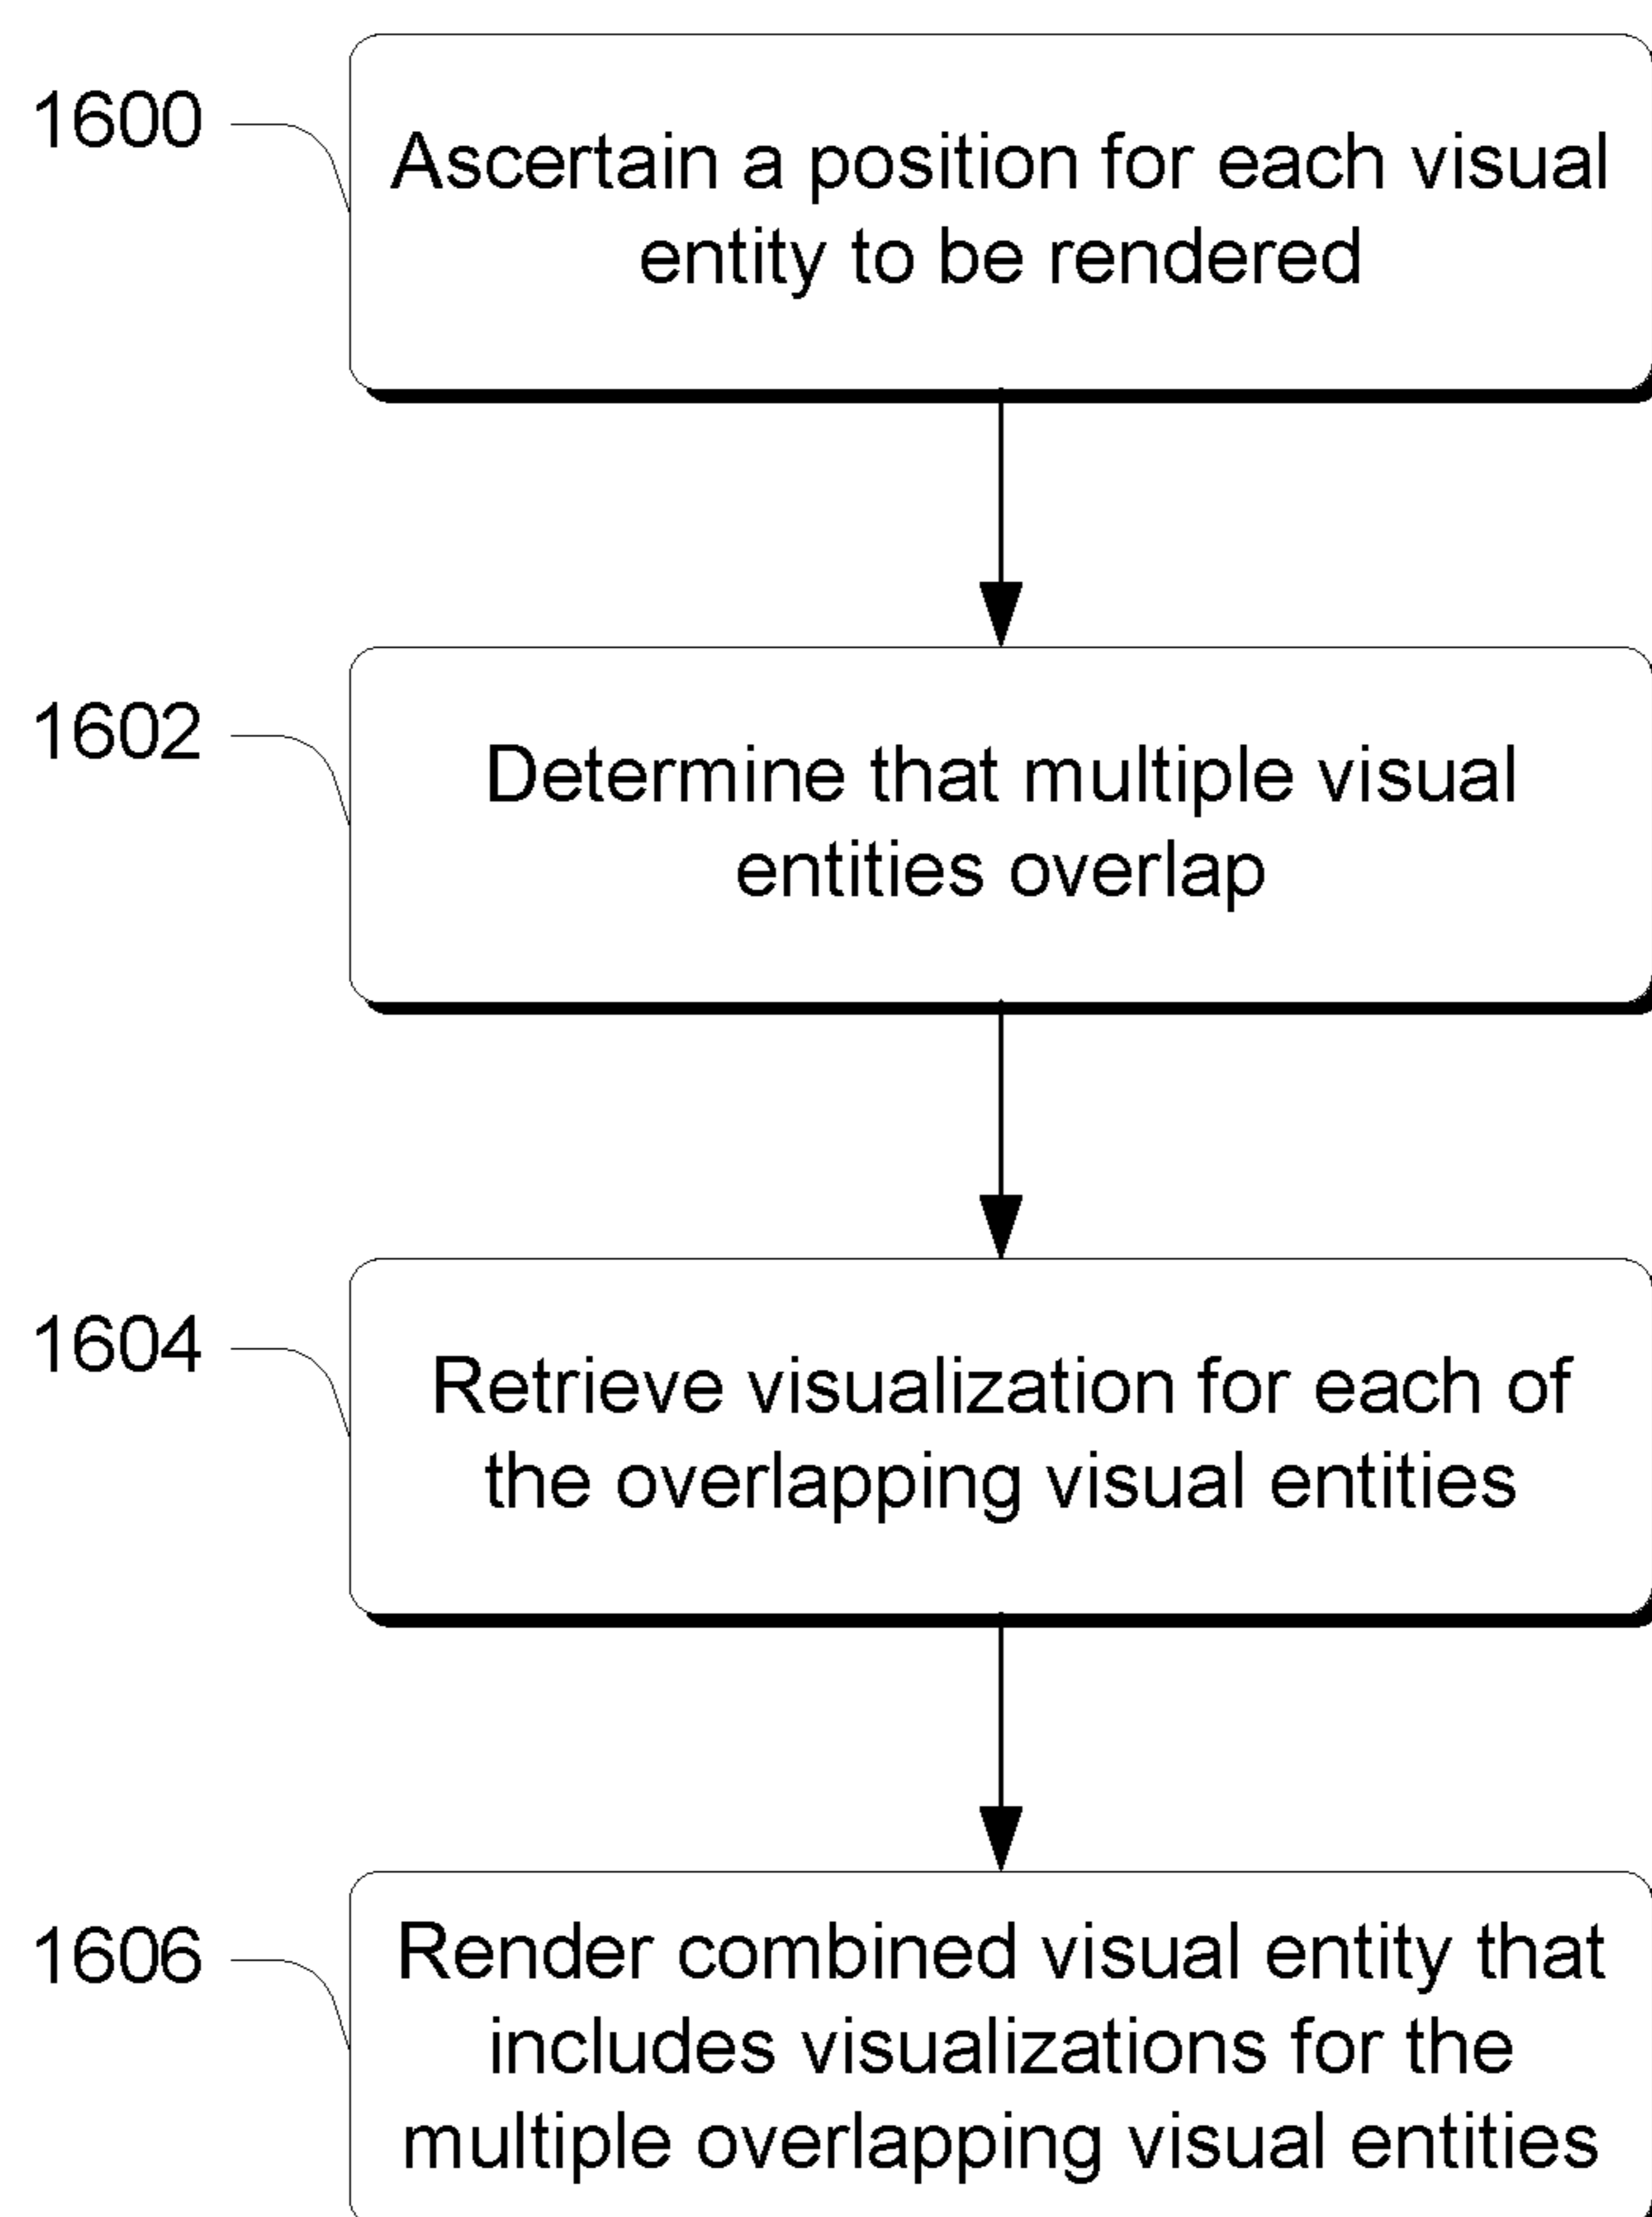 1600
Ascertain a position for each visual
entity to be rendered
1602
Determine that multiple visual
entities overlap
1604
Retrieve visualization for each of
the overlapping visual entities
1606
Render combined visual entity that
includes visualizations for the
multiple overlapping visual entities